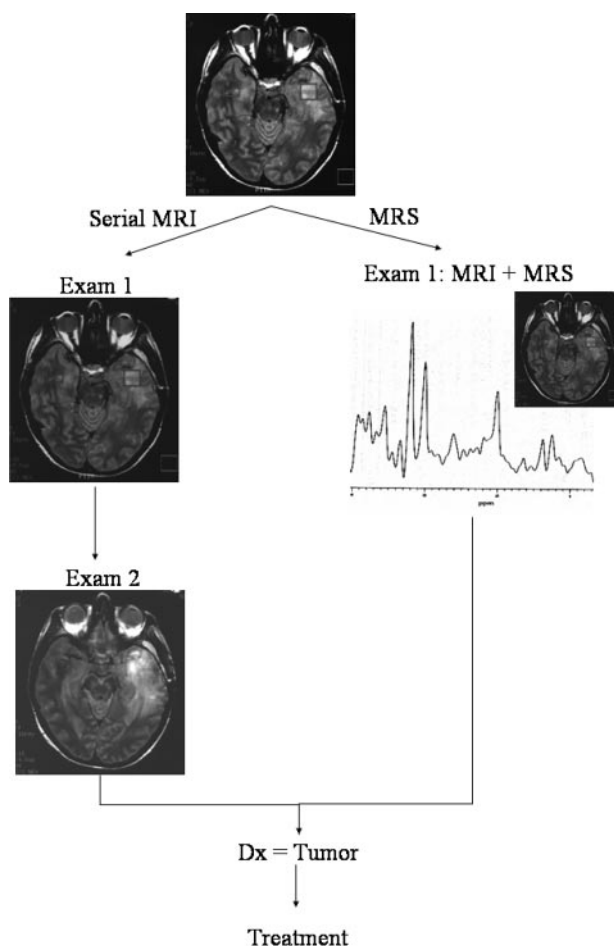 Serial MRI
MRS
Exam 1
Exam 1: MRI + MRS
Exam 2
Dx = Tumor
Treatment